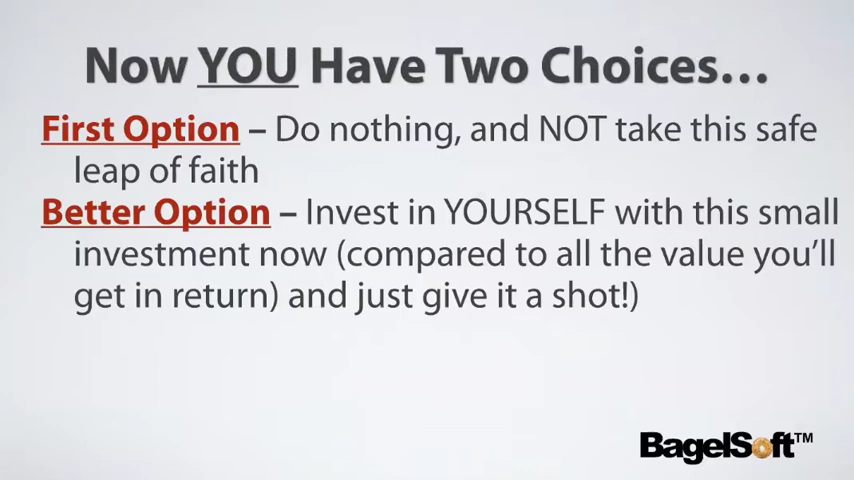 Now YOU Have Two Choices…
First Option – Do nothing, and NOT take this safe
leap of faith
Better Option – Invest in YOURSELF with this small
investment now (compared to all the value you’ll
get in return) and just give it a shot!)
BagelSoft™